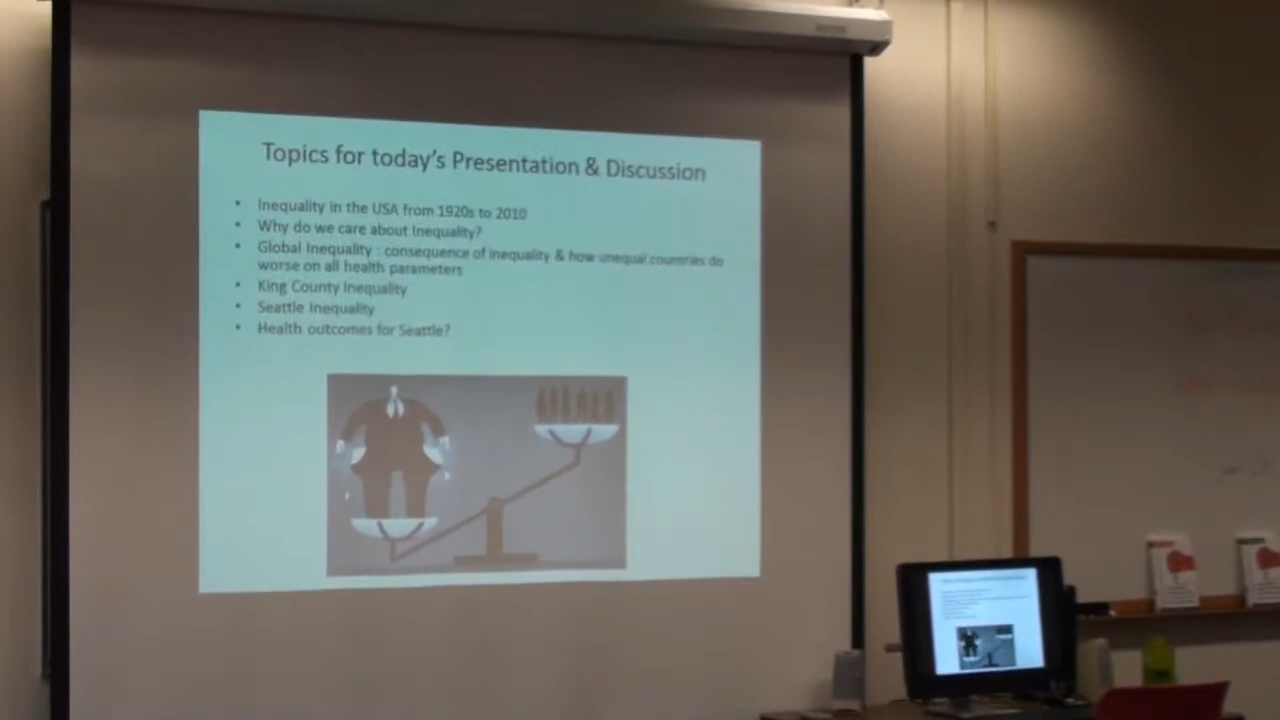 Topics for today's Presentation & Discussion
• Inequality in the USA from 1920s to 2010
• Why do we care about Inequality?
• Global Inequality : consequence of inequality & how unequal countries do
worse on all health parameters
• King County Inequality
• Seattle Inequality
• Health outcomes for Seattle?